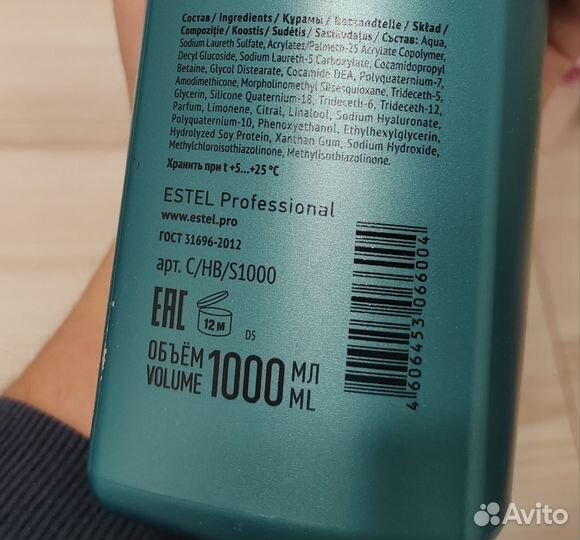 Состав / Ingredients / Құрамы / Bestandteile / Skład /
Compoziție / Koostis / Sudėtis / Sastāvdaļas / Състав: Aqua,
Sodium Laureth Sulfate, Acrylates/Palmeth-25 Acrylate Copolymer,
Decyl Glucoside, Sodium Laureth-5 Carboxylate, Cocamidopropyl
Betaine, Glycol Distearate, Cocamide DEA, Polyquaternium-7,
Amodimethicone, Morpholinomethyl Silsesquioxane, Trideceth-5,
Glycerin, Silicone Quaternium-18, Trideceth-6, Trideceth-12,
Parfum, Limonene, Citral, Linalool, Sodium Hyaluronate,
Polyquaternium-10, Phenoxyethanol, Ethylhexylglycerin,
Hydrolyzed Soy Protein, Xanthan Gum, Sodium Hydroxide,
Methylchloroisothiazolinone, Methylisothiazolinone.
Хранить при t +5...+25 °C
ESTEL Professional
www.estel.pro
ГОСТ 31696-2012
арт. C/HB/S1000
EAC
12 M
D5
ОБЪЁМ 1000 МЛ
VOLUME ML
4 606453 066004
Avito